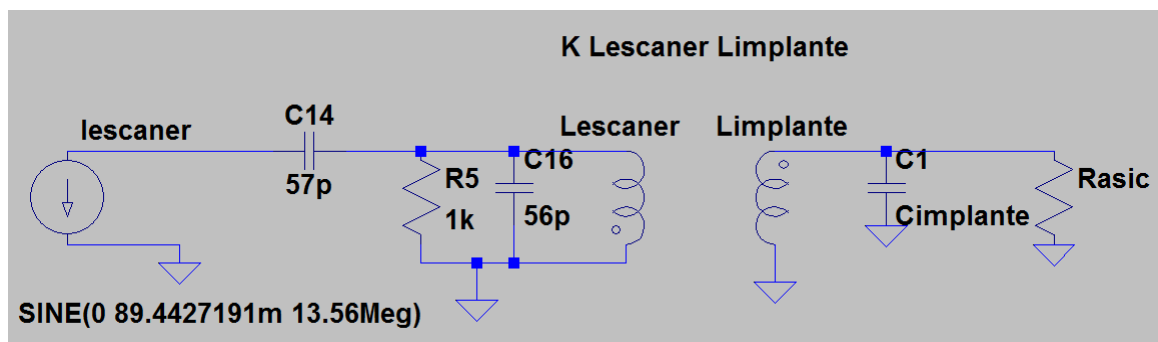 K Lescaner Limplante
Iescaner
C14
57p
R5
1k
C16
56p
Lescaner
Limplante
C1
Cimplante
Rasic
SINE(0 89.4427191m 13.56Meg)